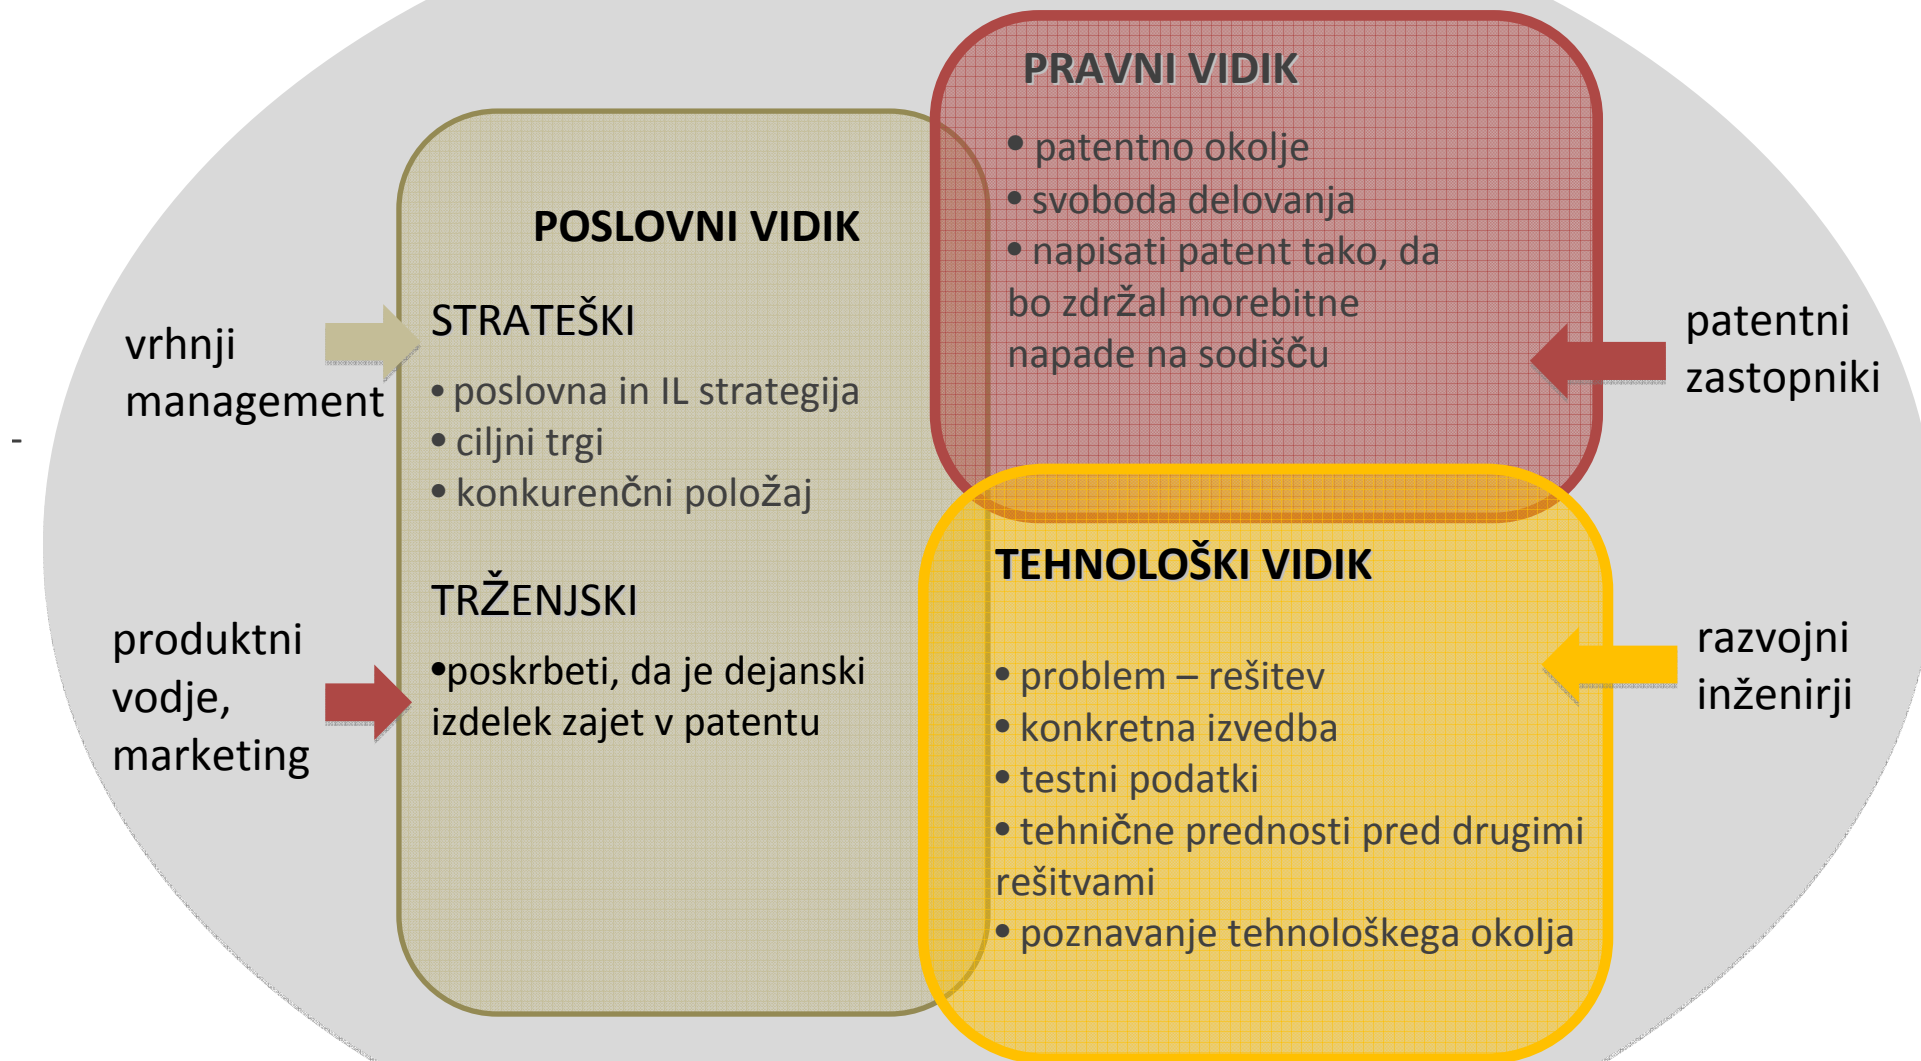 PRAVNI VIDIK
• patentno okolje
• svoboda delovanja
• napisati patent tako, da
bo zdržal morebitne
napade na sodišču
POSLOVNI VIDIK
STRATEŠKI
• poslovna in IL strategija
• ciljni trgi
• konkurenčni položaj
TRŽENJSKI
•poskrbeti, da je dejanski
izdelek zajet v patentu
vrhnji
management
-
produktni
vodje,
marketing
patentni
zastopniki
TEHNOLOŠKI VIDIK
• problem – rešitev
• konkretna izvedba
• testni podatki
• tehnične prednosti pred drugimi
rešitvami
• poznavanje tehnološkega okolja
razvojni
inženirji